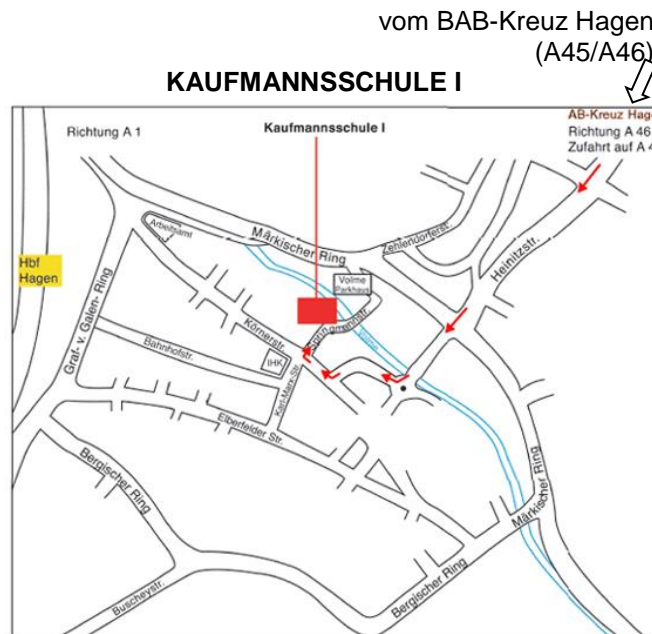 vom BAB-Kreuz Hagen
(A45/A46)
KAUFMANNSSCHULE I
AB-Kreuz Hage
Richtung A 46
Zufahrt auf A 4
Richtung A 1
Kaufmannsschule I
Arbeitsamt
Märkischer Ring
Zehlendorferst.
Heinitzstr.
Hbf
Hagen
Volme
Parkhaus
Graf- v. Galen- Ring
Körnerstr.
Volme
Bahnhofstr.
IHK
Karl-Marx-Str.
Elberfelder Str.
Bergischer Ring
Märkischer Ring
Buscheystr.
Bergischer Ring